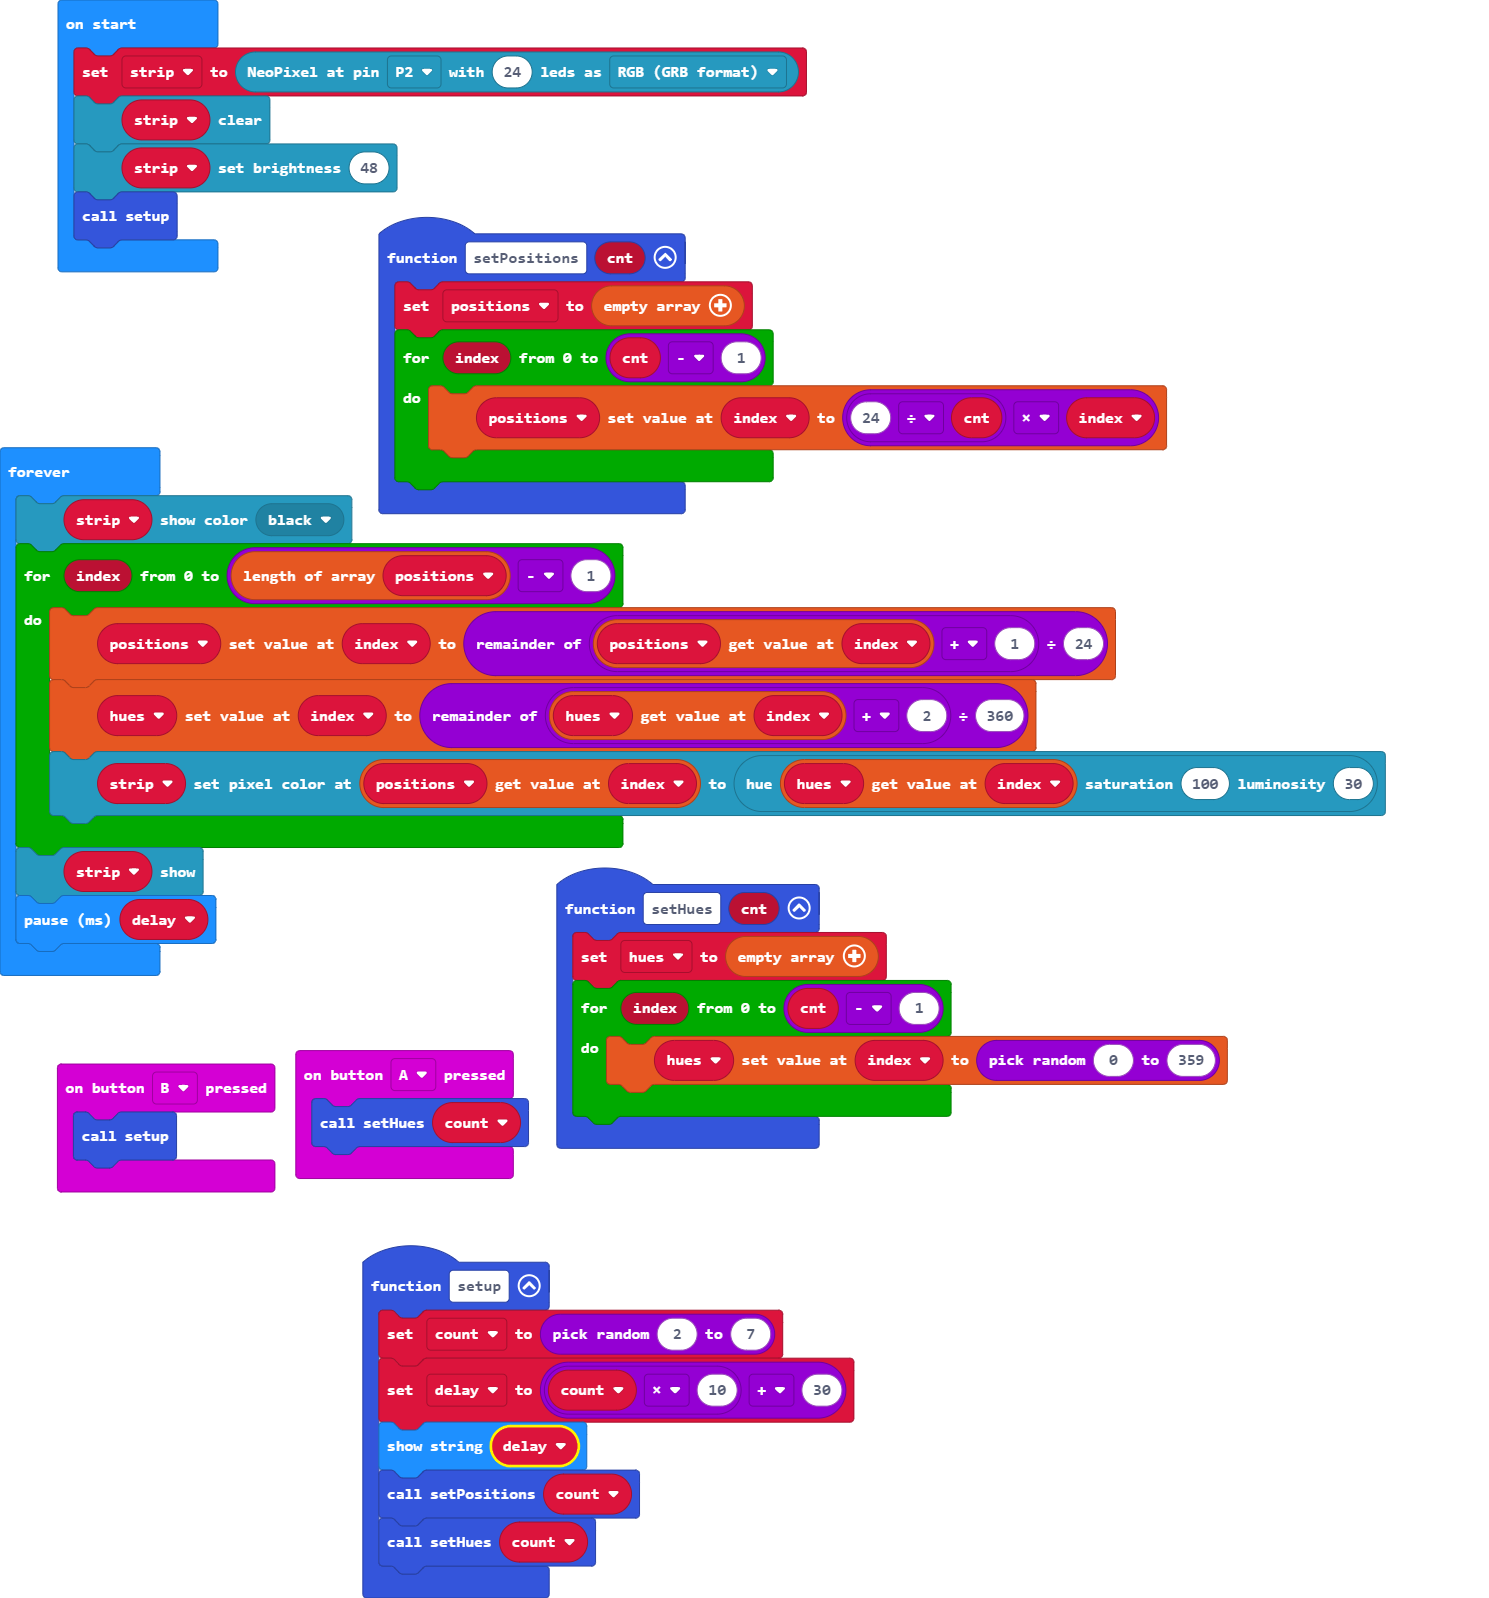 on start
set strip to NeoPixel at pin P2 with 24 leds as RGB (GRB format)
strip clear
strip set brightness 48
call setup
function setPositions cnt
set positions to empty array
for index from 0 to cnt - 1
do
positions set value at index to 24 ÷ cnt × index
forever
strip show color black
for index from 0 to length of array positions - 1
do
positions set value at index to remainder of positions get value at index + 1 ÷ 24
hues set value at index to remainder of hues get value at index + 2 ÷ 360
strip set pixel color at positions get value at index to hue hues get value at index saturation 100 luminosity 30
strip show
pause (ms) delay
function setHues cnt
set hues to empty array
for index from 0 to cnt - 1
do
hues set value at index to pick random 0 to 359
on button B pressed
call setup
on button A pressed
call setHues count
function setup
set count to pick random 2 to 7
set delay to count × 10 + 30
show string delay
call setPositions count
call setHues count